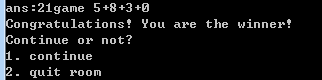 ans:21game 5+8+3+0
Congratulations! You are the winner!
Continue or not?
1. continue
2. quit room